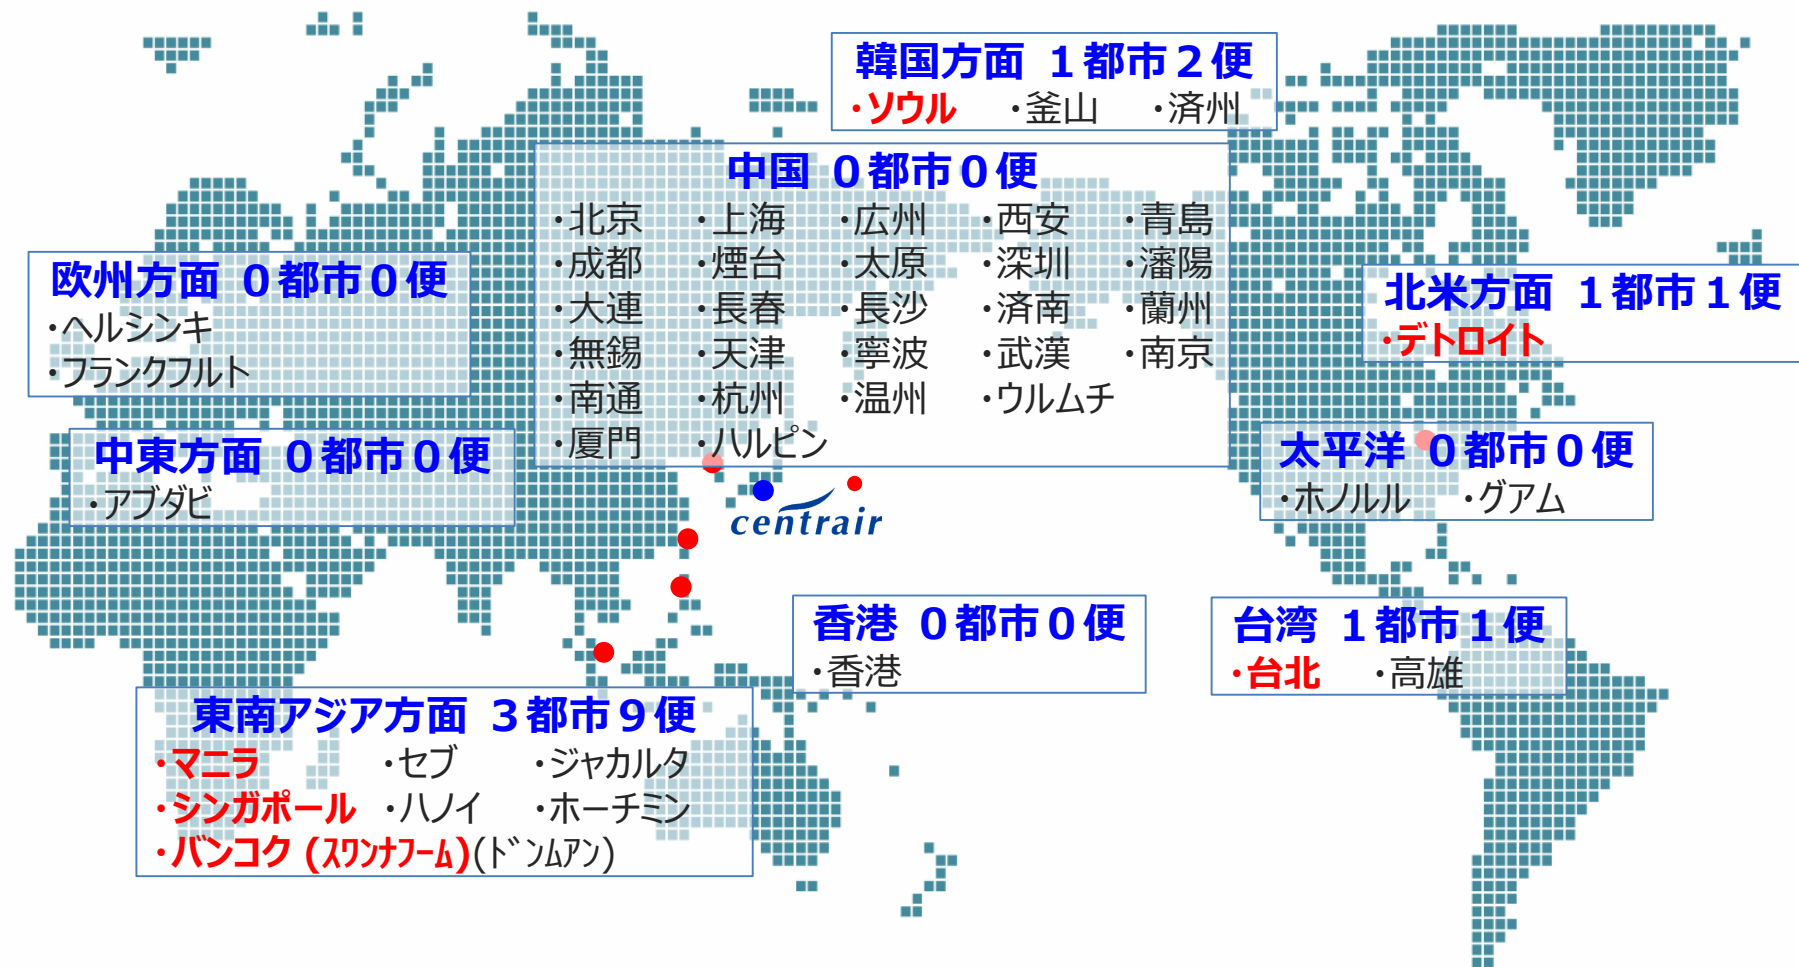 韓国方面 １都市２便
・ソウル ・釜山 ・済州
中国 ０都市０便
・北京 ・上海 ・広州 ・西安 ・青島
・成都 ・煙台 ・太原 ・深圳 ・瀋陽
・大連 ・長春 ・長沙 ・済南 ・蘭州
・無錫 ・天津 ・寧波 ・武漢 ・南京
・南通 ・杭州 ・温州 ・ウルムチ
・厦門 ・ハルピン
欧州方面 ０都市０便
・ヘルシンキ
・フランクフルト
北米方面 １都市１便
・デトロイト
中東方面 ０都市０便
・アブダビ
太平洋 ０都市０便
・ホノルル ・グアム
centrair
香港 ０都市０便
・香港
台湾 １都市１便
・台北 ・高雄
東南アジア方面 ３都市９便
・マニラ ・セブ ・ジャカルタ
・シンガポール ・ハノイ ・ホーチミン
・バンコク (ｽﾜﾝﾅﾌｰﾑ)(ﾄﾞﾝﾑｱﾝ)